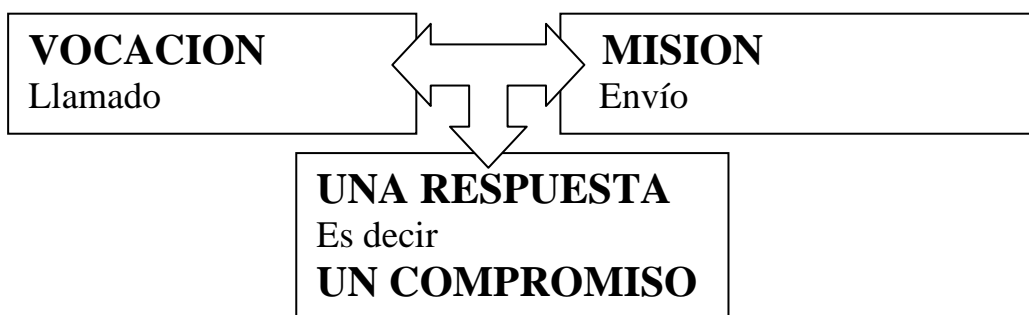 VOCACION
Llamado
MISION
Envío
UNA RESPUESTA
Es decir
UN COMPROMISO